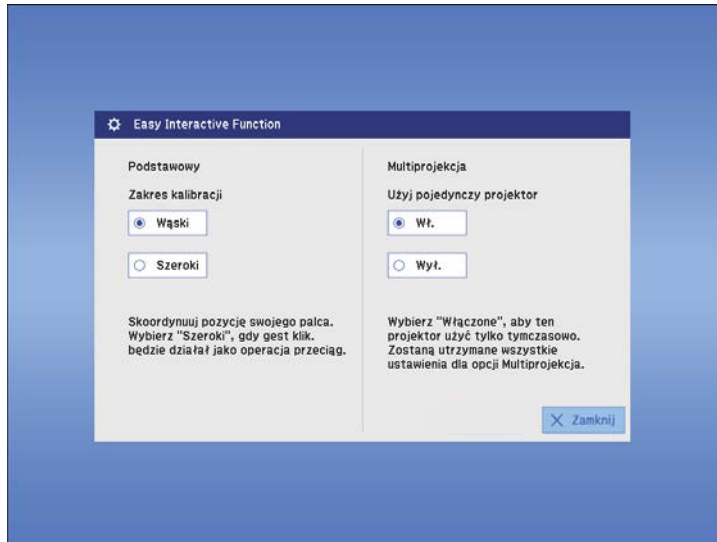 Easy Interactive Function
Podstawowy
Zakres kalibracji
Wąski
Szeroki
Skoordynuuj pozycję swojego palca.
Wybierz "Szeroki", gdy gest klik.
będzie działał jako operacja przeciąg.
Multiprojekcja
Użyj pojedynczy projektor
Wł.
Wył.
Wybierz "Włączone", aby ten
projektor użyć tylko tymczasowo.
Zostaną utrzymane wszystkie
ustawienia dla opcji Multiprojekcja.
Zamknij